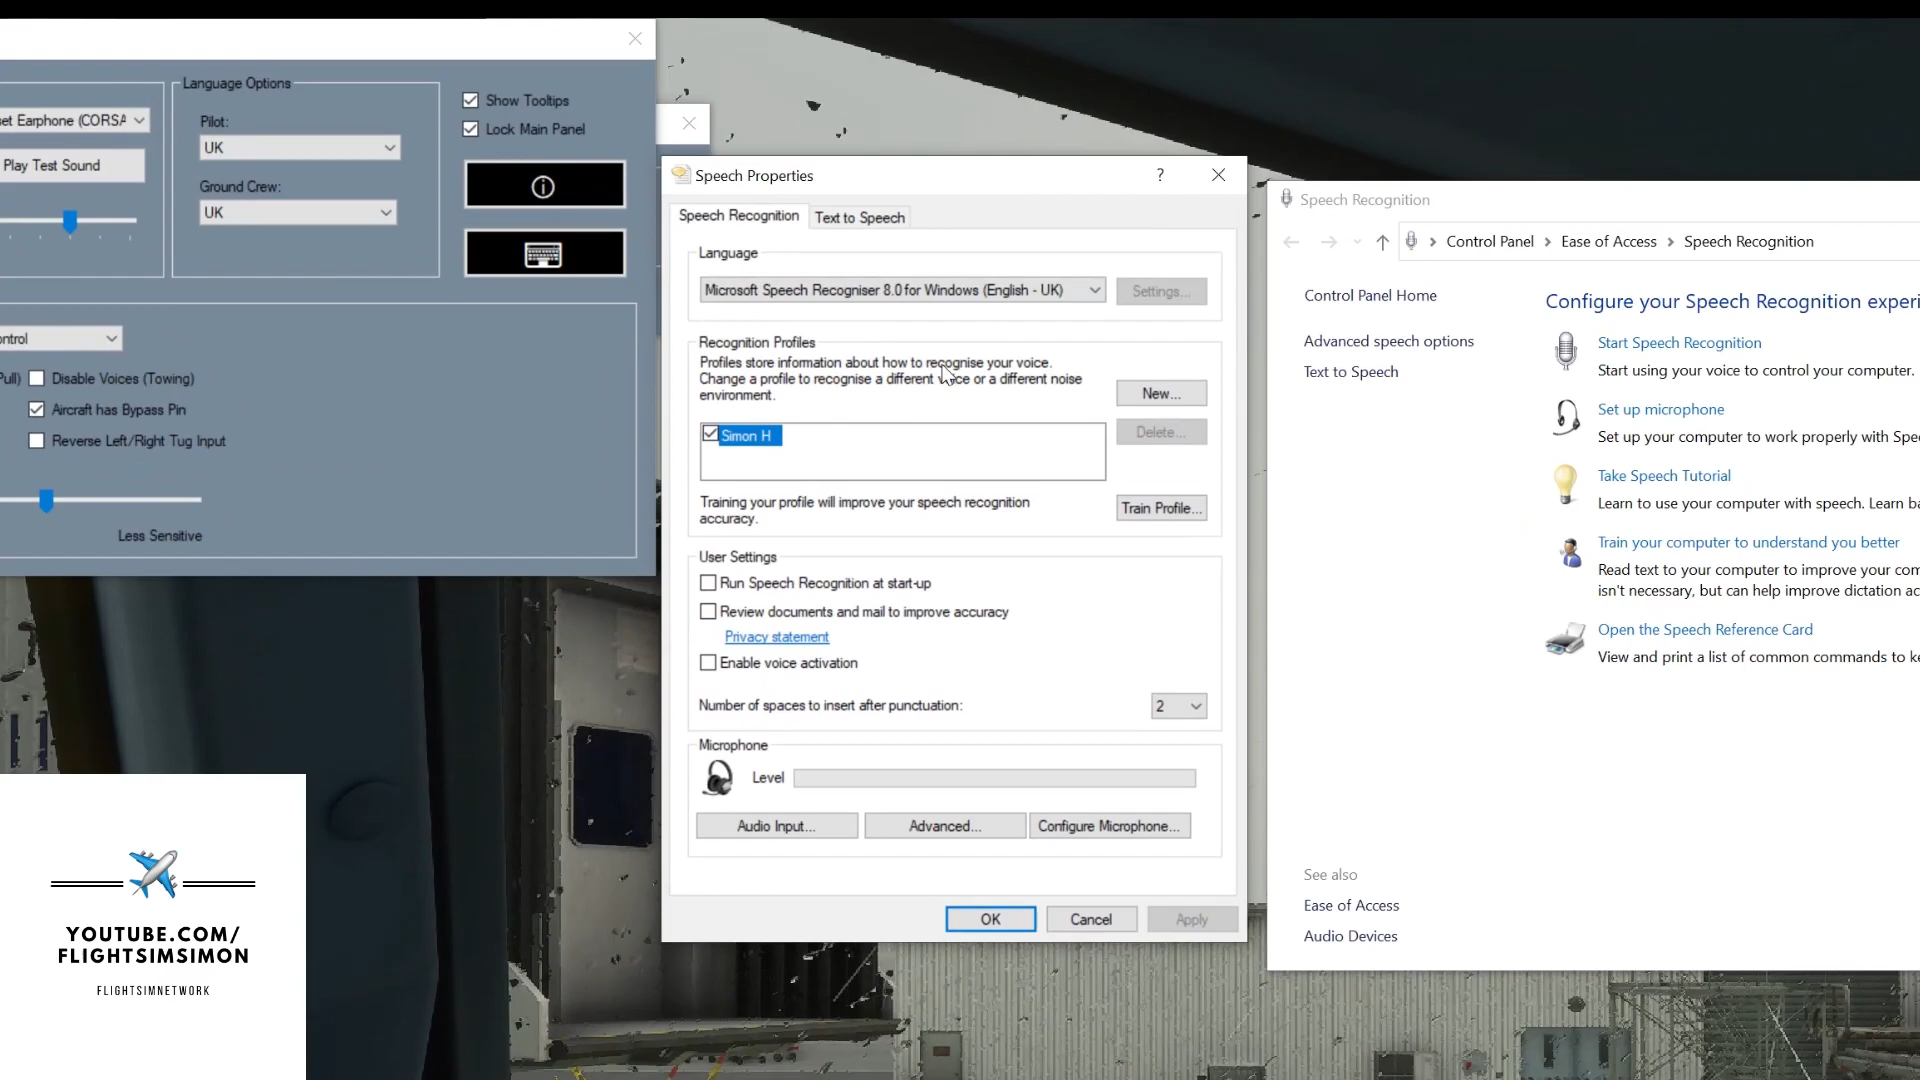 Language Options
Show Tooltips
Pilot:
Lock Main Panel
UK
Play Test Sound
Ground Crew:
UK
Disable Voices (Towing)
Aircraft has Bypass Pin
Reverse Left/Right Tug Input
Less Sensitive
set Earphone (CORSA
ontrol
Pull)
Speech Properties
?
Speech Recognition
Text to Speech
Language
Microsoft Speech Recogniser 8.0 for Windows (English - UK)
Settings...
Recognition Profiles
Profiles store information about how to recognise your voice.
Change a profile to recognise a different voice or a different noise
environment.
New...
Delete...
Simon H
Training your profile will improve your speech recognition
accuracy.
Train Profile...
User Settings
Run Speech Recognition at start-up
Review documents and mail to improve accuracy
Privacy statement
Enable voice activation
Number of spaces to insert after punctuation:
2
Microphone
Level
Audio Input...
Advanced...
Configure Microphone...
OK
Cancel
Apply
Speech Recognition
Control Panel
Ease of Access
Speech Recognition
Control Panel Home
Advanced speech options
Text to Speech
Configure your Speech Recognition experi
Start Speech Recognition
Start using your voice to control your computer.
Set up microphone
Set up your computer to work properly with Spee
Take Speech Tutorial
Learn to use your computer with speech. Learn ba
Train your computer to understand you better
Read text to your computer to improve your com
isn't necessary, but can help improve dictation ac
Open the Speech Reference Card
View and print a list of common commands to ke
See also
Ease of Access
Audio Devices
YOUTUBE.COM/
FLIGHTSIMSIMON
FLIGHTSIMNETWORK